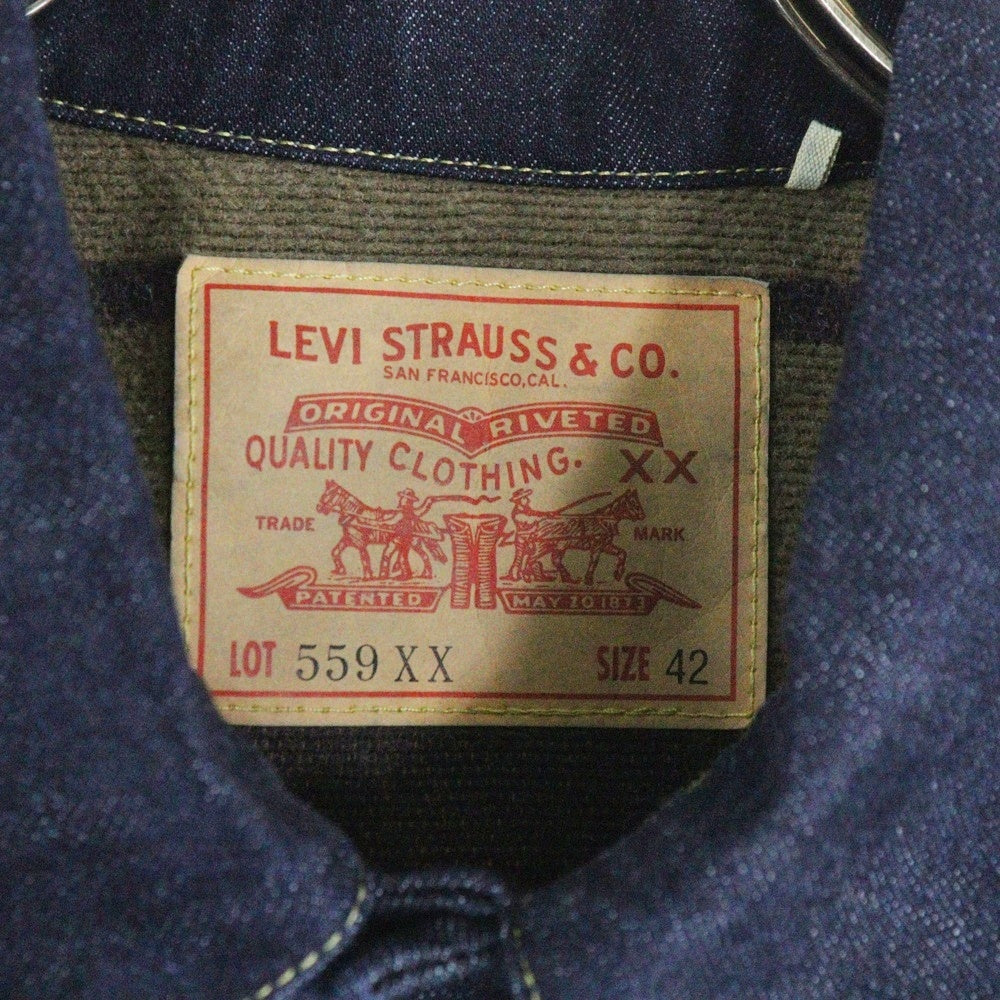 LEVI STRAUSS & CO.
SAN FRANCISCO, CAL.
ORIGINAL RIVETED
QUALITY CLOTHING. XX
TRADE MARK
PATENTED MAY 20 1873
LOT 559 XX SIZE 42